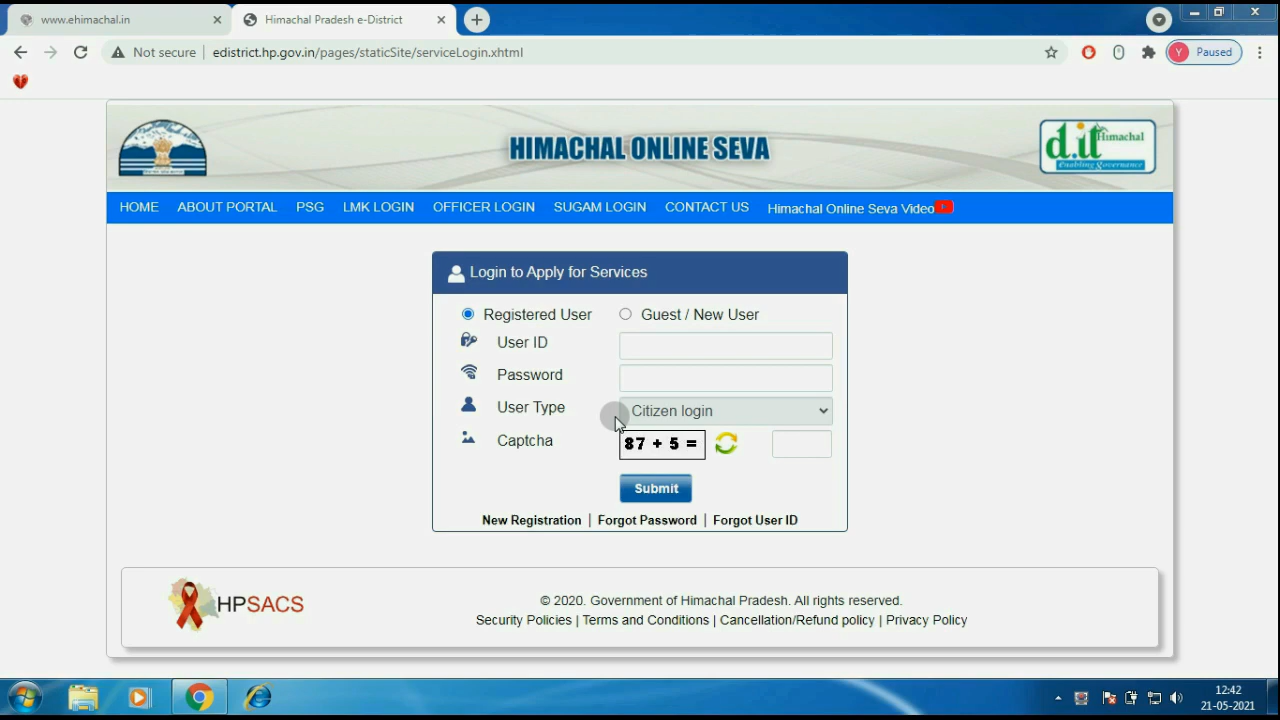 www.ehimachal.in
Himachal Pradesh e-District
Not secure edistrict.hp.gov.in/pages/staticSite/serviceLogin.xhtml
Y Paused
HIMACHAL ONLINE SEVA
d.it Himachal
Enabling Governance
HOME ABOUT PORTAL PSG LMK LOGIN OFFICER LOGIN SUGAM LOGIN CONTACT US Himachal Online Seva Video
Login to Apply for Services
Registered User Guest / New User
User ID
Password
User Type Citizen login
Captcha 87 + 5 =
Submit
New Registration | Forgot Password | Forgot User ID
HPSACS
© 2020. Government of Himachal Pradesh. All rights reserved.
Security Policies | Terms and Conditions | Cancellation/Refund policy | Privacy Policy
12:42
21-05-2021